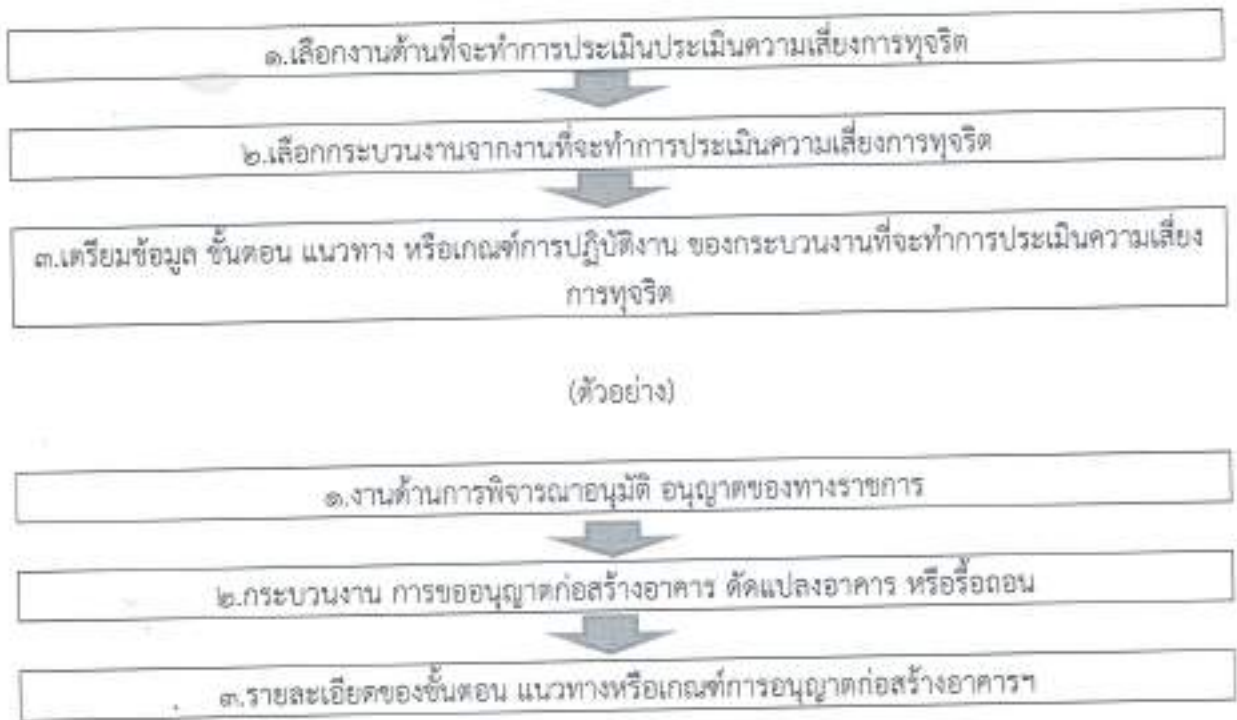 ๑.เลือกงานด้านที่จะทำการประเมินประเมินความเสี่ยงการทุจริต
๒.เลือกกระบวนงานจากงานที่จะทำการประเมินความเสี่ยงการทุจริต
๓.เตรียมข้อมูล ขั้นตอน แนวทาง หรือเกณฑ์การปฏิบัติงาน ของกระบวนงานที่จะทำการประเมินความเสี่ยง
การทุจริต
(ตัวอย่าง)
๑.งานด้านการพิจารณาอนุมัติ อนุญาตของทางราชการ
๒.กระบวนงาน การขออนุญาตก่อสร้างอาคาร ดัดแปลงอาคาร หรือรื้อถอน
๓.รายละเอียดของขั้นตอน แนวทางหรือเกณฑ์การอนุญาตก่อสร้างอาคารฯ